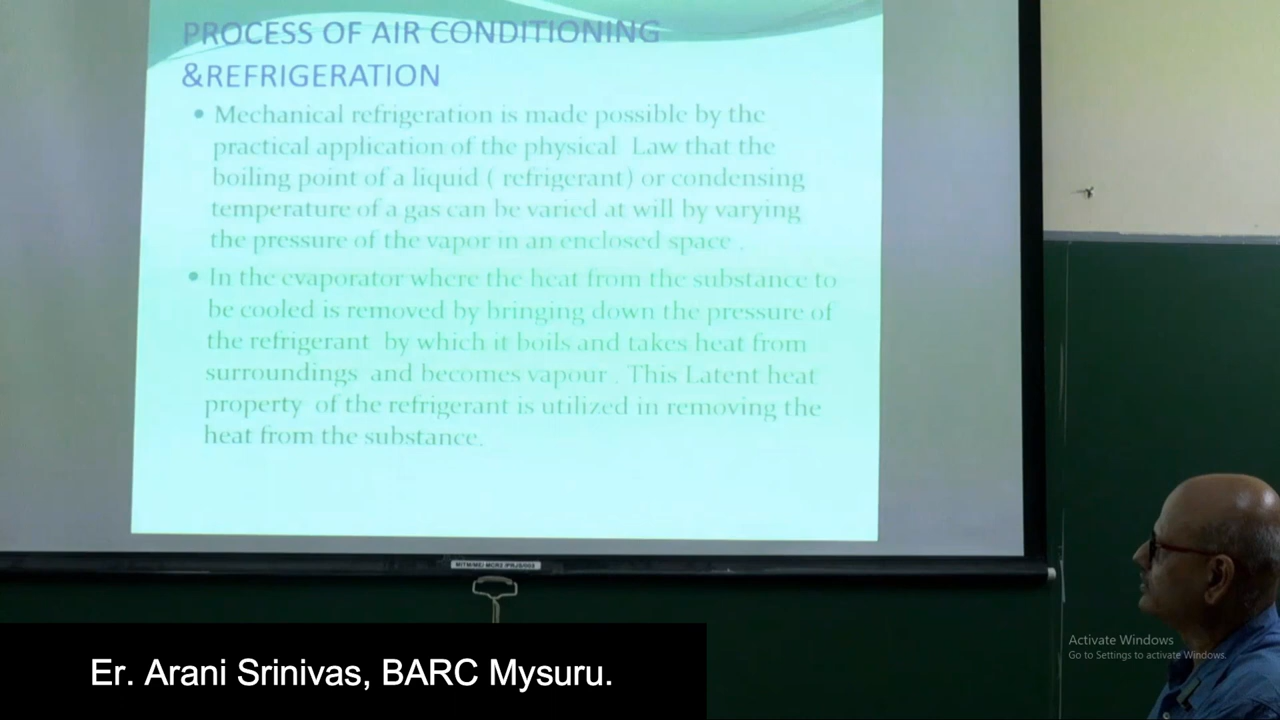 PROCESS OF AIR CONDITIONING
&REFRIGERATION
• Mechanical refrigeration is made possible by the
practical application of the physical Law that the
boiling point of a liquid ( refrigerant) or condensing
temperature of a gas can be varied at will by varying
the pressure of the vapor in an enclosed space .
• In the evaporator where the heat from the substance to
be cooled is removed by bringing down the pressure of
the refrigerant by which it boils and takes heat from
surroundings and becomes vapour . This Latent heat
property of the refrigerant is utilized in removing the
heat from the substance.
Activate Windows
Go to Settings to activate Windows.
Er. Arani Srinivas, BARC Mysuru.